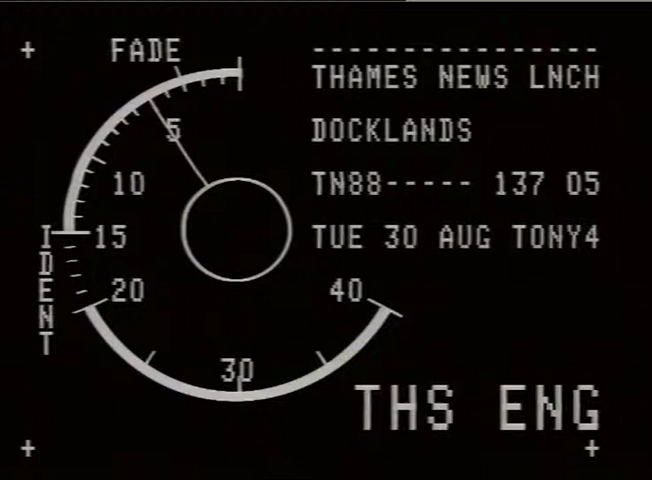 FADE
----------------
THAMES NEWS LNCH
DOCKLANDS
TN88----- 137 05
TUE 30 AUG TONY4
5
10
15
20
30
40
IDENT
THS ENG